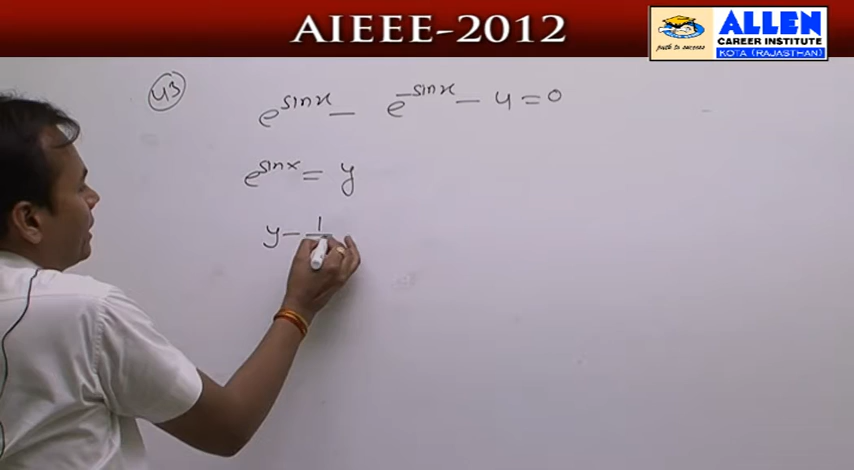 AIEEE-2012
path to success
ALLEN
CAREER INSTITUTE
KOTA (RAJASTHAN)
43
e^sinx - e^-sinx - 4 = 0
e^sinx = y
y - 1